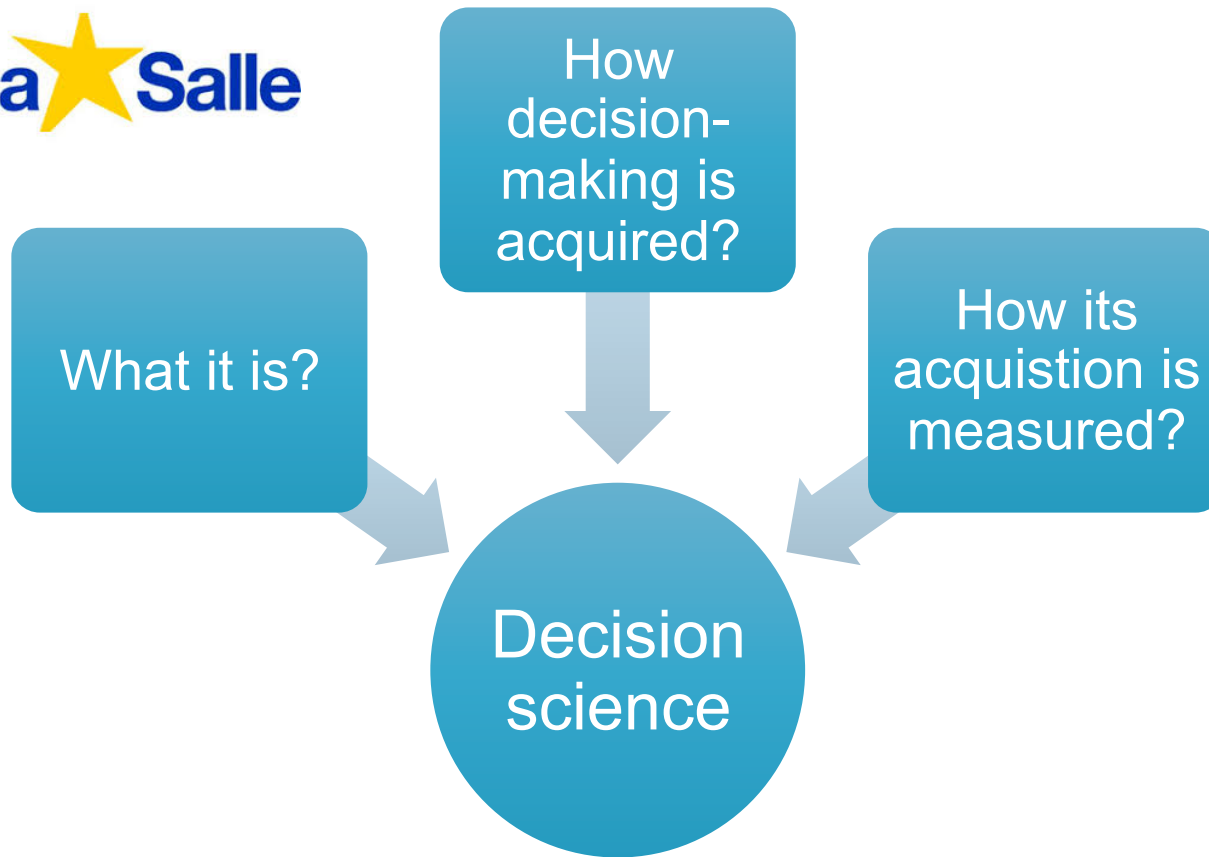 a Salle
How
decision-
making is
acquired?
What it is?
How its
acquistion is
measured?
Decision
science